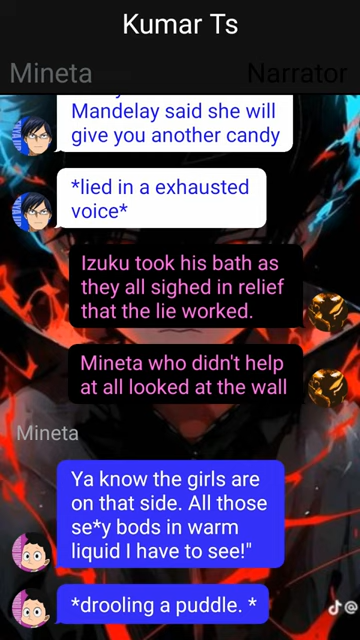 Kumar Ts
Mineta
Narrator
Mandelay said she will
give you another candy
*lied in a exhausted
voice*
Izuku took his bath as
they all sighed in relief
that the lie worked.
Mineta who didn't help
at all looked at the wall
Mineta
Ya know the girls are
on that side. All those
se*y bods in warm
liquid I have to see!"
*drooling a puddle. *